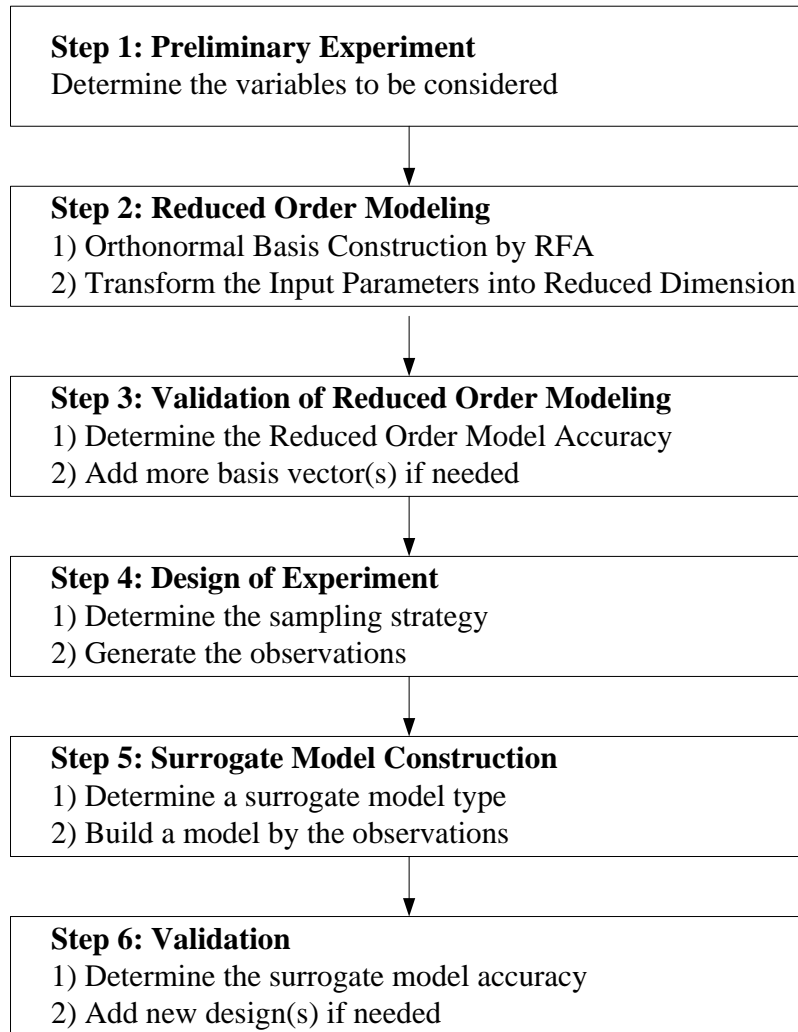 Step 1: Preliminary Experiment
Determine the variables to be considered
Step 2: Reduced Order Modeling
1) Orthonormal Basis Construction by RFA
2) Transform the Input Parameters into Reduced Dimension
Step 3: Validation of Reduced Order Modeling
1) Determine the Reduced Order Model Accuracy
2) Add more basis vector(s) if needed
Step 4: Design of Experiment
1) Determine the sampling strategy
2) Generate the observations
Step 5: Surrogate Model Construction
1) Determine a surrogate model type
2) Build a model by the observations
Step 6: Validation
1) Determine the surrogate model accuracy
2) Add new design(s) if needed